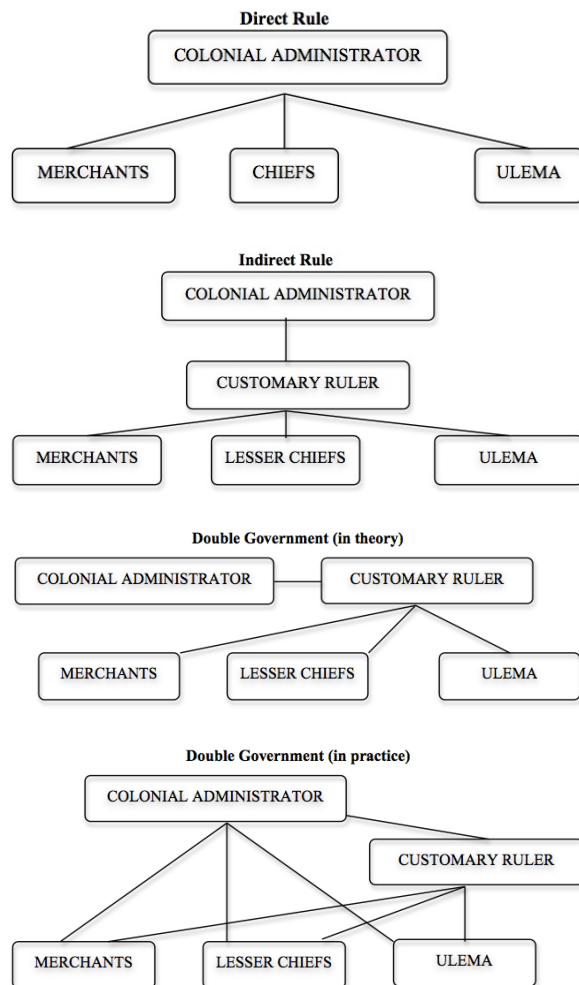 Direct Rule
COLONIAL ADMINISTRATOR
MERCHANTS
CHIEFS
ULEMA
Indirect Rule
COLONIAL ADMINISTRATOR
CUSTOMARY RULER
MERCHANTS
LESSER CHIEFS
ULEMA
Double Government (in theory)
COLONIAL ADMINISTRATOR
CUSTOMARY RULER
MERCHANTS
LESSER CHIEFS
ULEMA
Double Government (in practice)
COLONIAL ADMINISTRATOR
CUSTOMARY RULER
MERCHANTS
LESSER CHIEFS
ULEMA